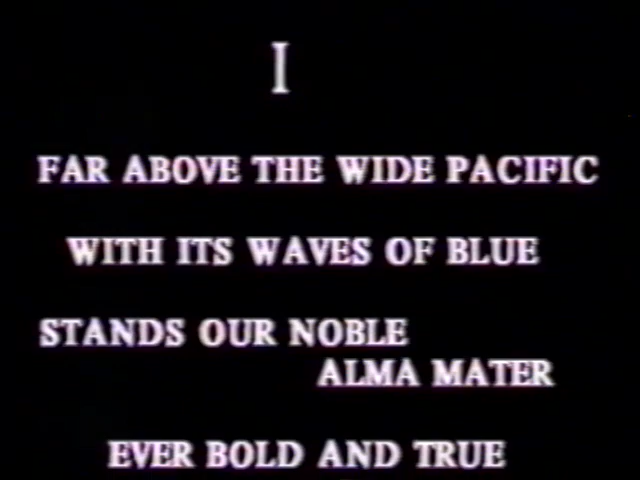 I
FAR ABOVE THE WIDE PACIFIC
WITH ITS WAVES OF BLUE
STANDS OUR NOBLE
ALMA MATER
EVER BOLD AND TRUE